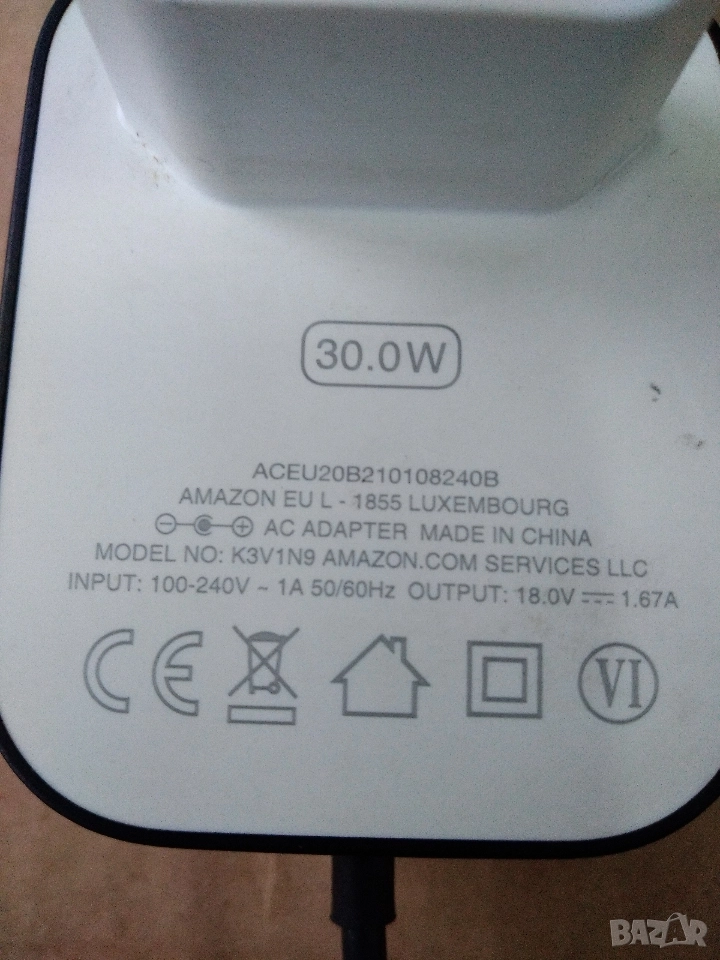 30.0W
ACEU20B210108240B
AMAZON EU L - 1855 LUXEMBOURG
AC ADAPTER MADE IN CHINA
MODEL NO: K3V1N9 AMAZON.COM SERVICES LLC
INPUT: 100-240V ~ 1A 50/60Hz OUTPUT: 18.0V ⎓ 1.67A
CE VI
BAZAR